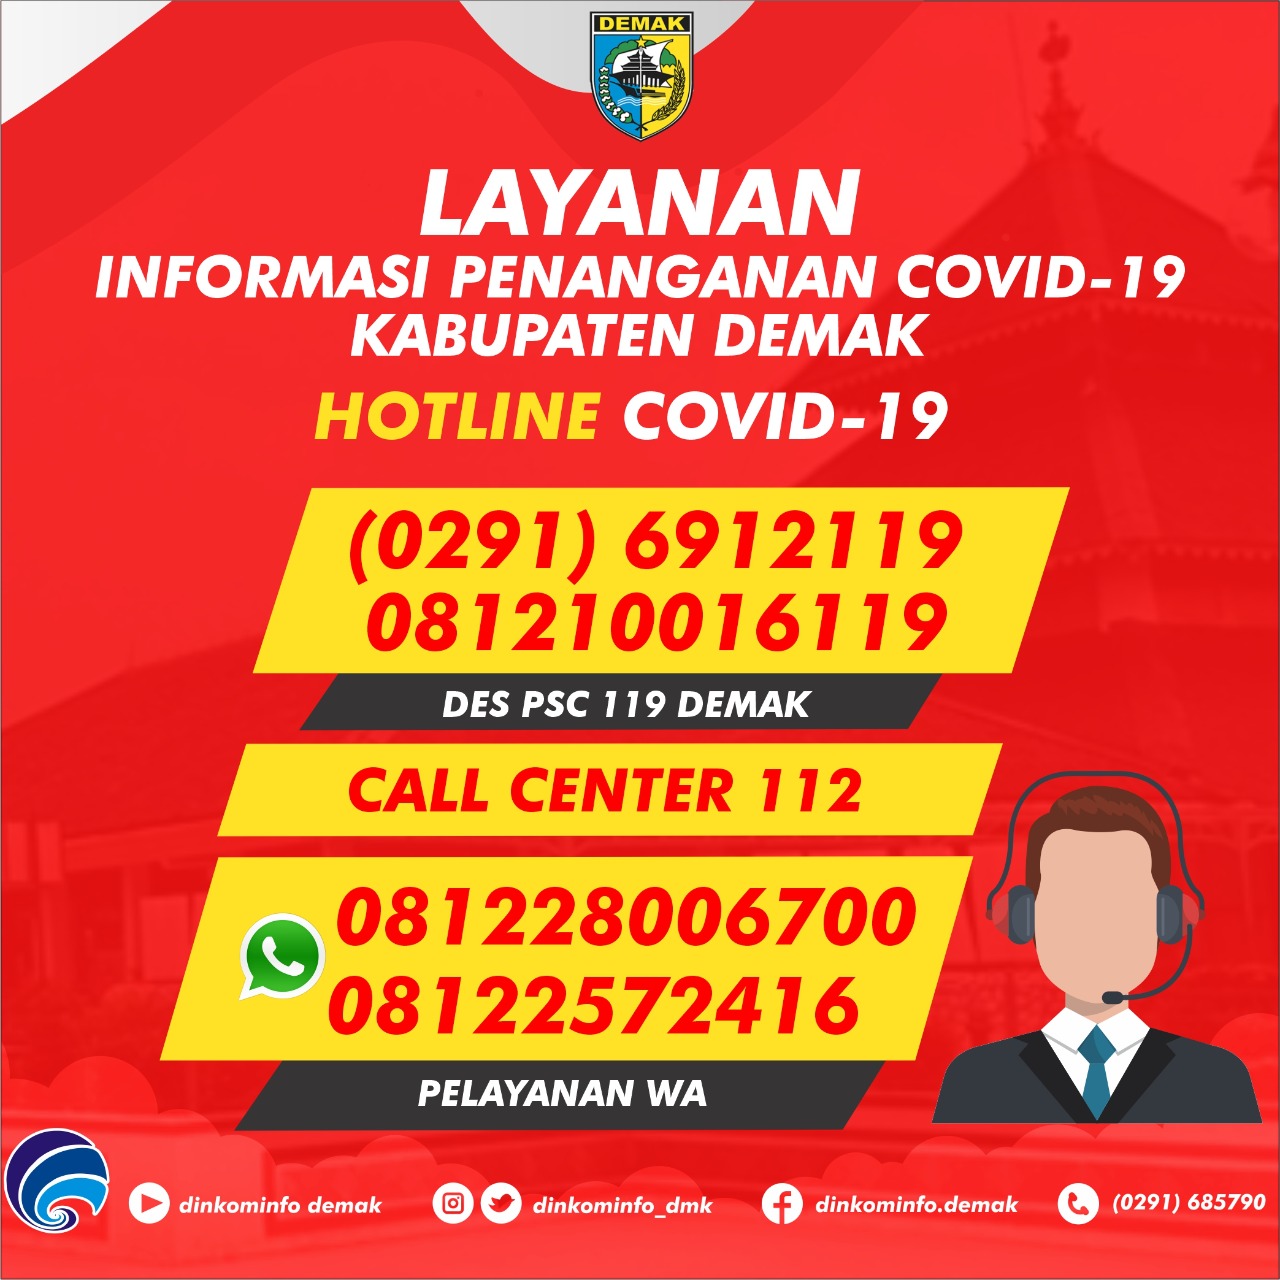 DEMAK
LAYANAN
INFORMASI PENANGANAN COVID-19
KABUPATEN DEMAK
HOTLINE COVID-19
(0291) 6912119
081210016119
DES PSC 119 DEMAK
CALL CENTER 112
081228006700
08122572416
PELAYANAN WA
dinkominfo demak
dinkominfo_dmk
dinkominfo.demak
(0291) 685790